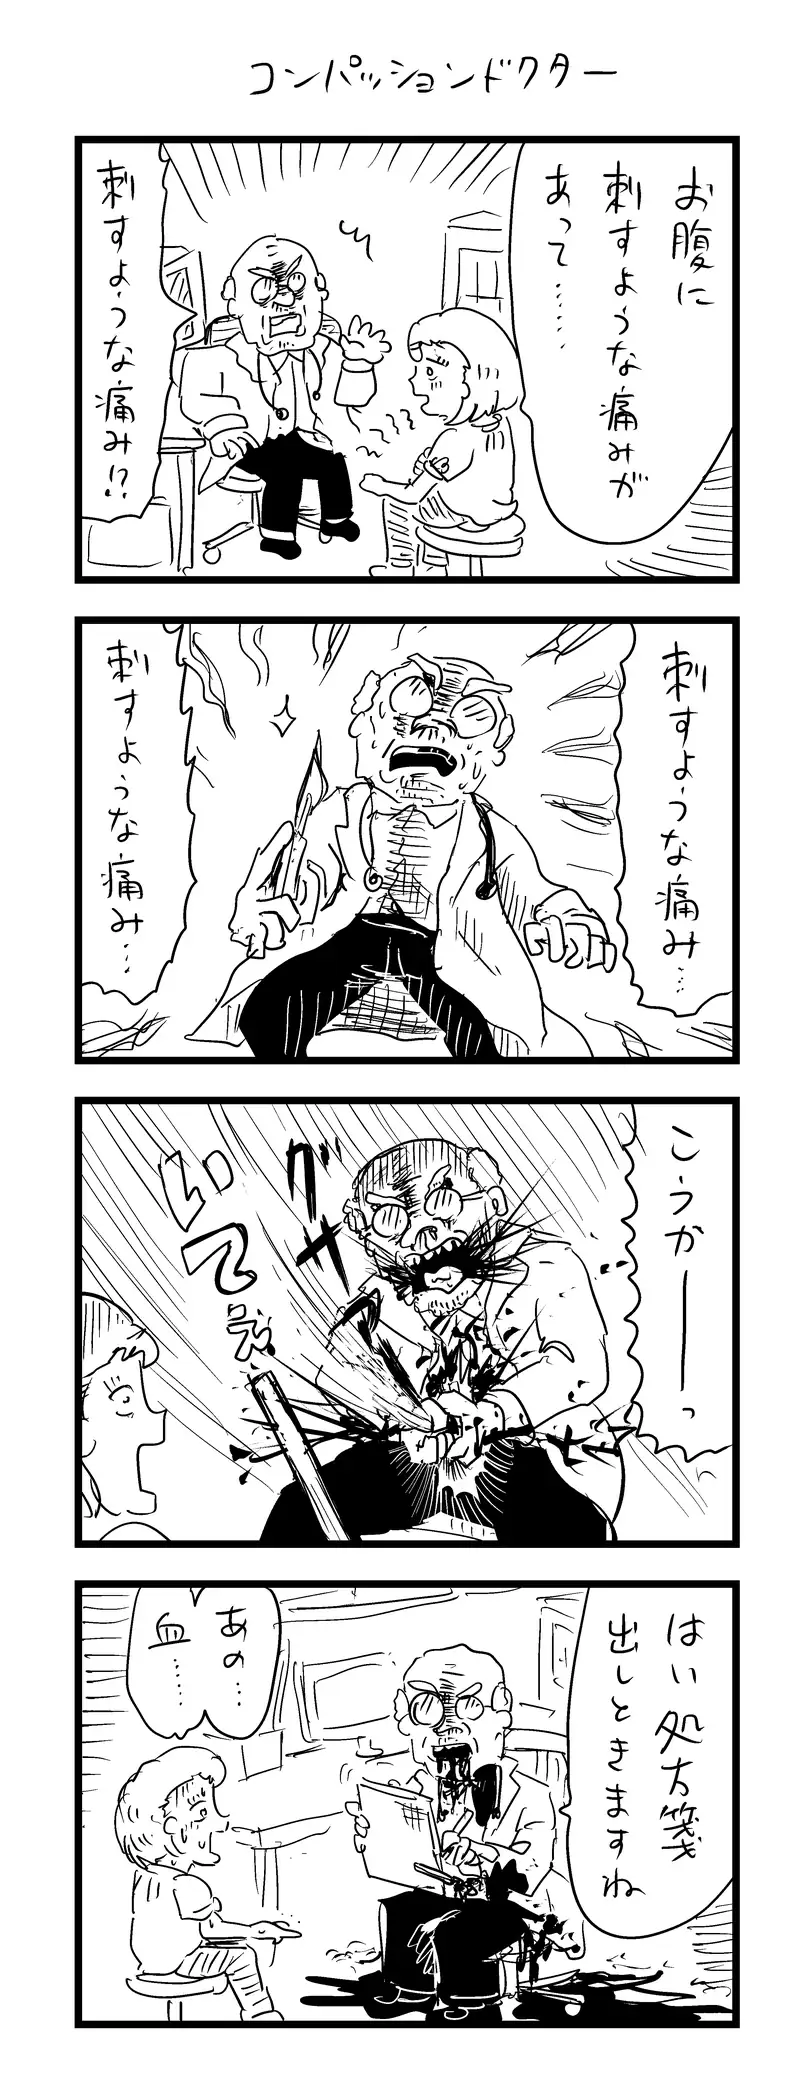 コンパッションドクター
お腹に
刺すような痛みが
あって……
刺すような痛み!?
刺すような痛み…
刺すような痛み…
こうかーーーっ
グサ
いてえ
はい処方箋
出しときますね
あの…
血……